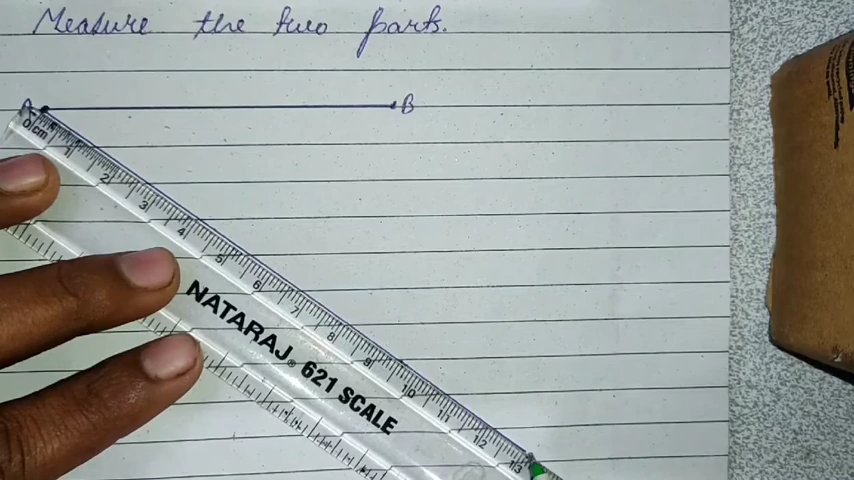 Measure the two parts.
A B
0 cm 1 2 3 4 5 6 7 8 9 10 11 12 13
NATARAJ® 621 SCALE